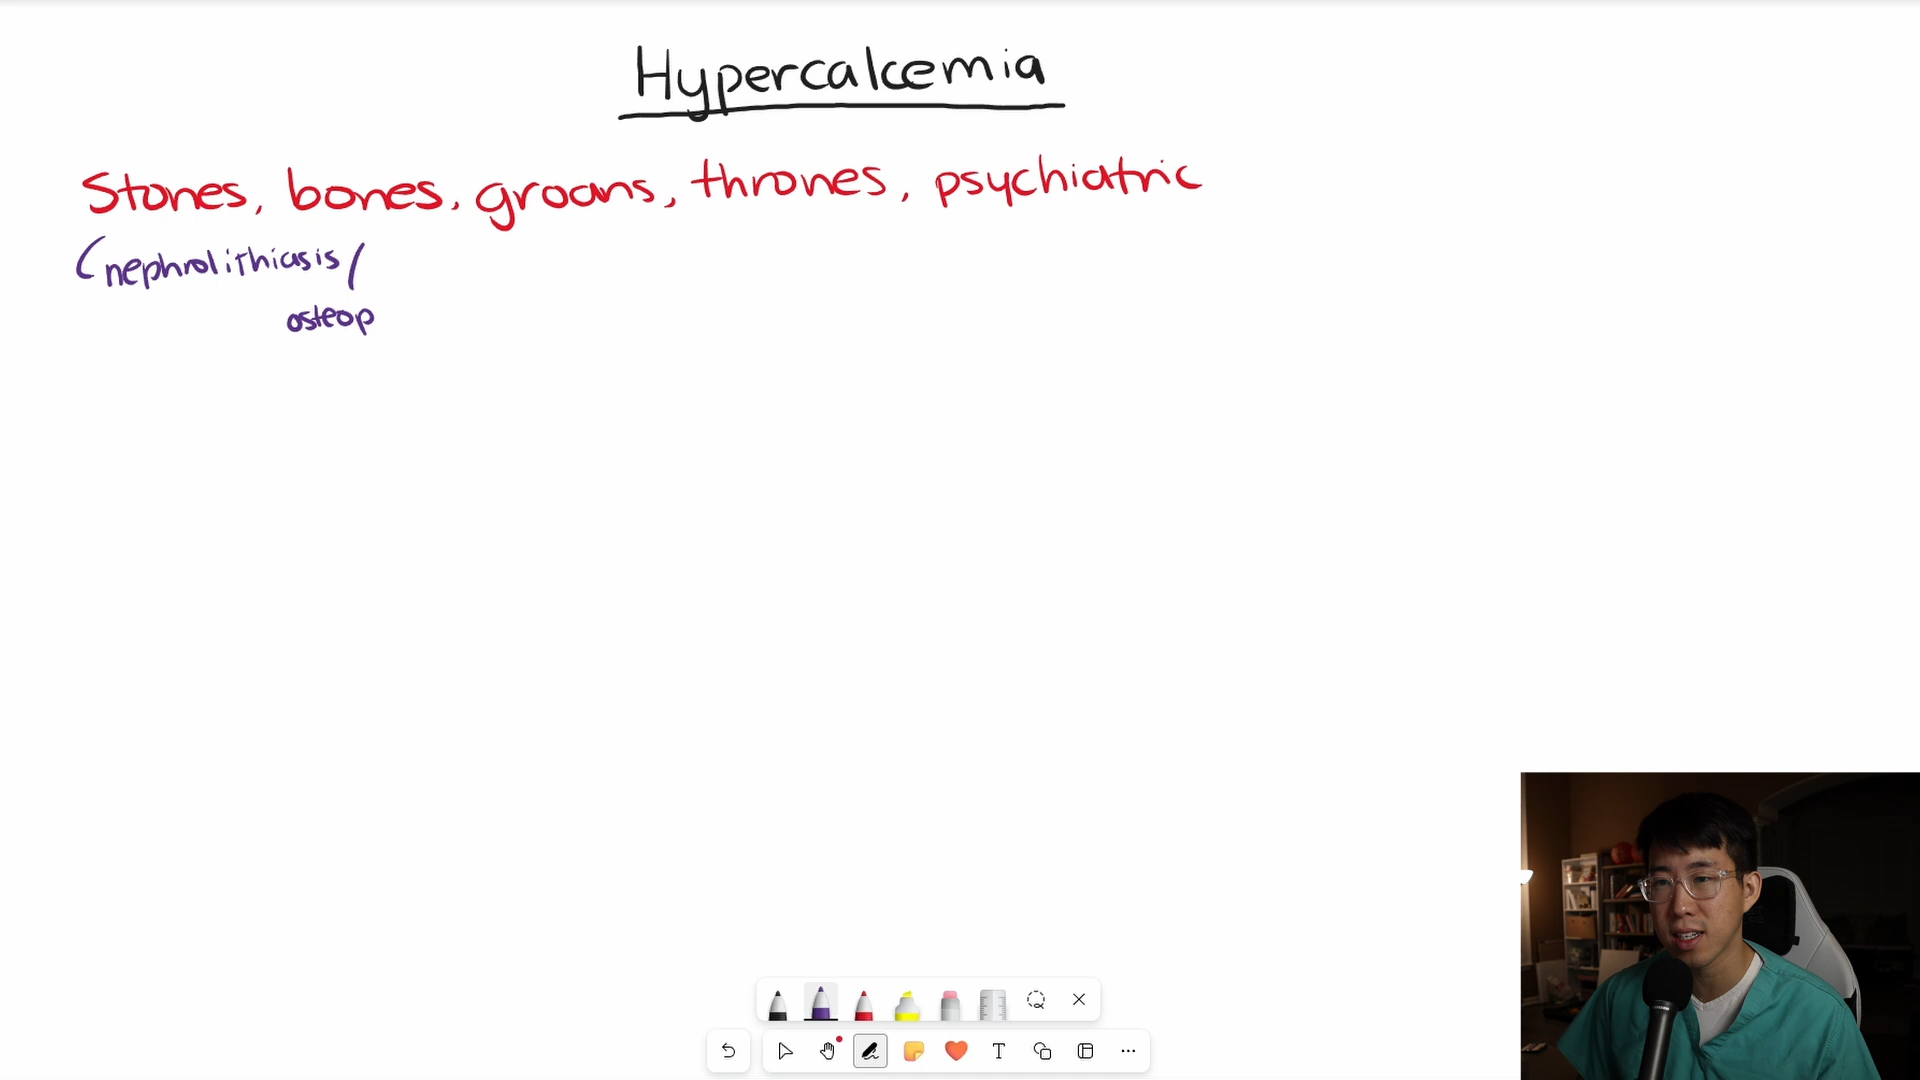 Hypercalcemia
Stones, bones, groans, thrones, psychiatric
(nephrolithiasis/
osteop
T